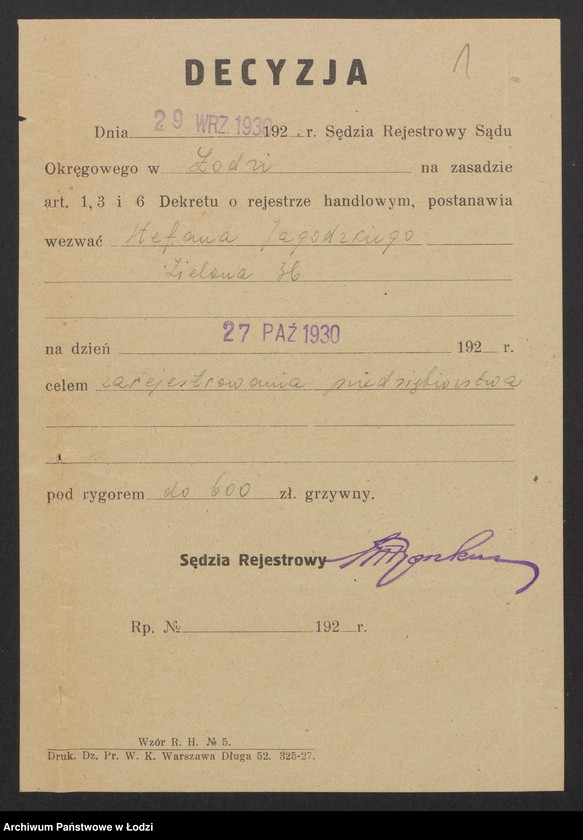 1
DECYZJA
Dnia 29 WRZ 1930 192 . r. Sędzia Rejestrowy Sądu
Okręgowego w Łodzi na zasadzie
art. 1, 3 i 6 Dekretu o rejestrze handlowym, postanawia
wezwać Stefana Jagodzkiego
Zielona 36
na dzień 27 PAŹ 1930 192 r.
celem zarejestrowania przedsiębiorstwa
pod rygorem do 600 zł. grzywny.
Sędzia Rejestrowy
Rp. № 192 r.
Wzór R. H. № 5.
Druk. Dz. Pr. W. K. Warszawa Długa 52. 325-27.
Archiwum Państwowe w Łodzi